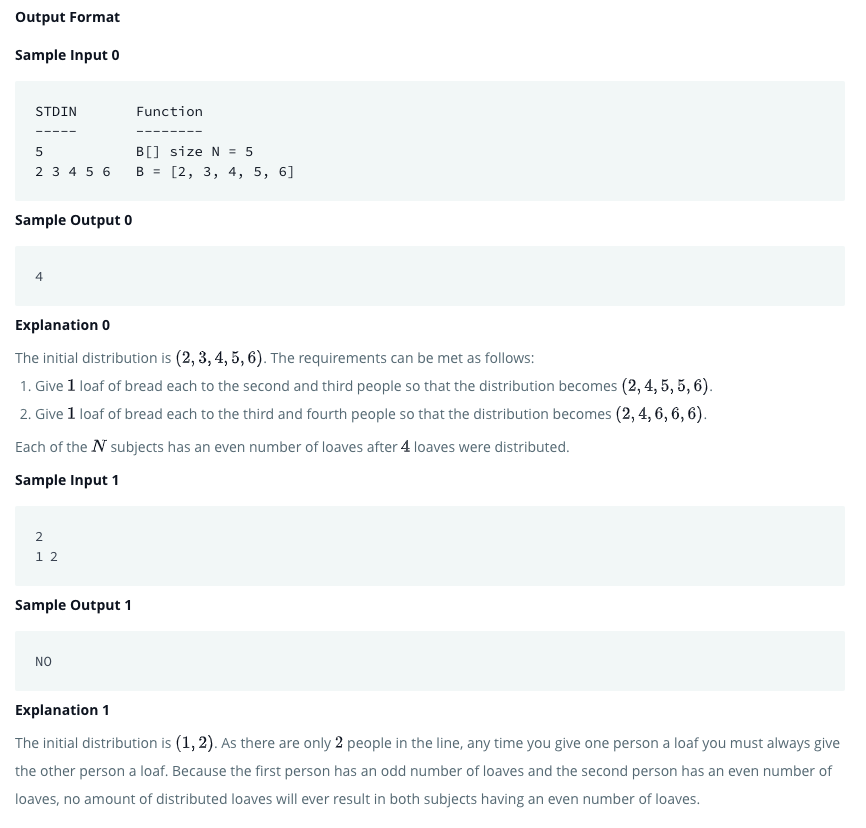 Output Format
Sample Input 0
STDIN Function
----- --------
5 B[] size N = 5
2 3 4 5 6 B = [2, 3, 4, 5, 6]
Sample Output 0
4
Explanation 0
The initial distribution is (2, 3, 4, 5, 6). The requirements can be met as follows:
1. Give 1 loaf of bread each to the second and third people so that the distribution becomes (2, 4, 5, 5, 6).
2. Give 1 loaf of bread each to the third and fourth people so that the distribution becomes (2, 4, 6, 6, 6).
Each of the N subjects has an even number of loaves after 4 loaves were distributed.
Sample Input 1
2
1 2
Sample Output 1
NO
Explanation 1
The initial distribution is (1, 2). As there are only 2 people in the line, any time you give one person a loaf you must always give
the other person a loaf. Because the first person has an odd number of loaves and the second person has an even number of
loaves, no amount of distributed loaves will ever result in both subjects having an even number of loaves.